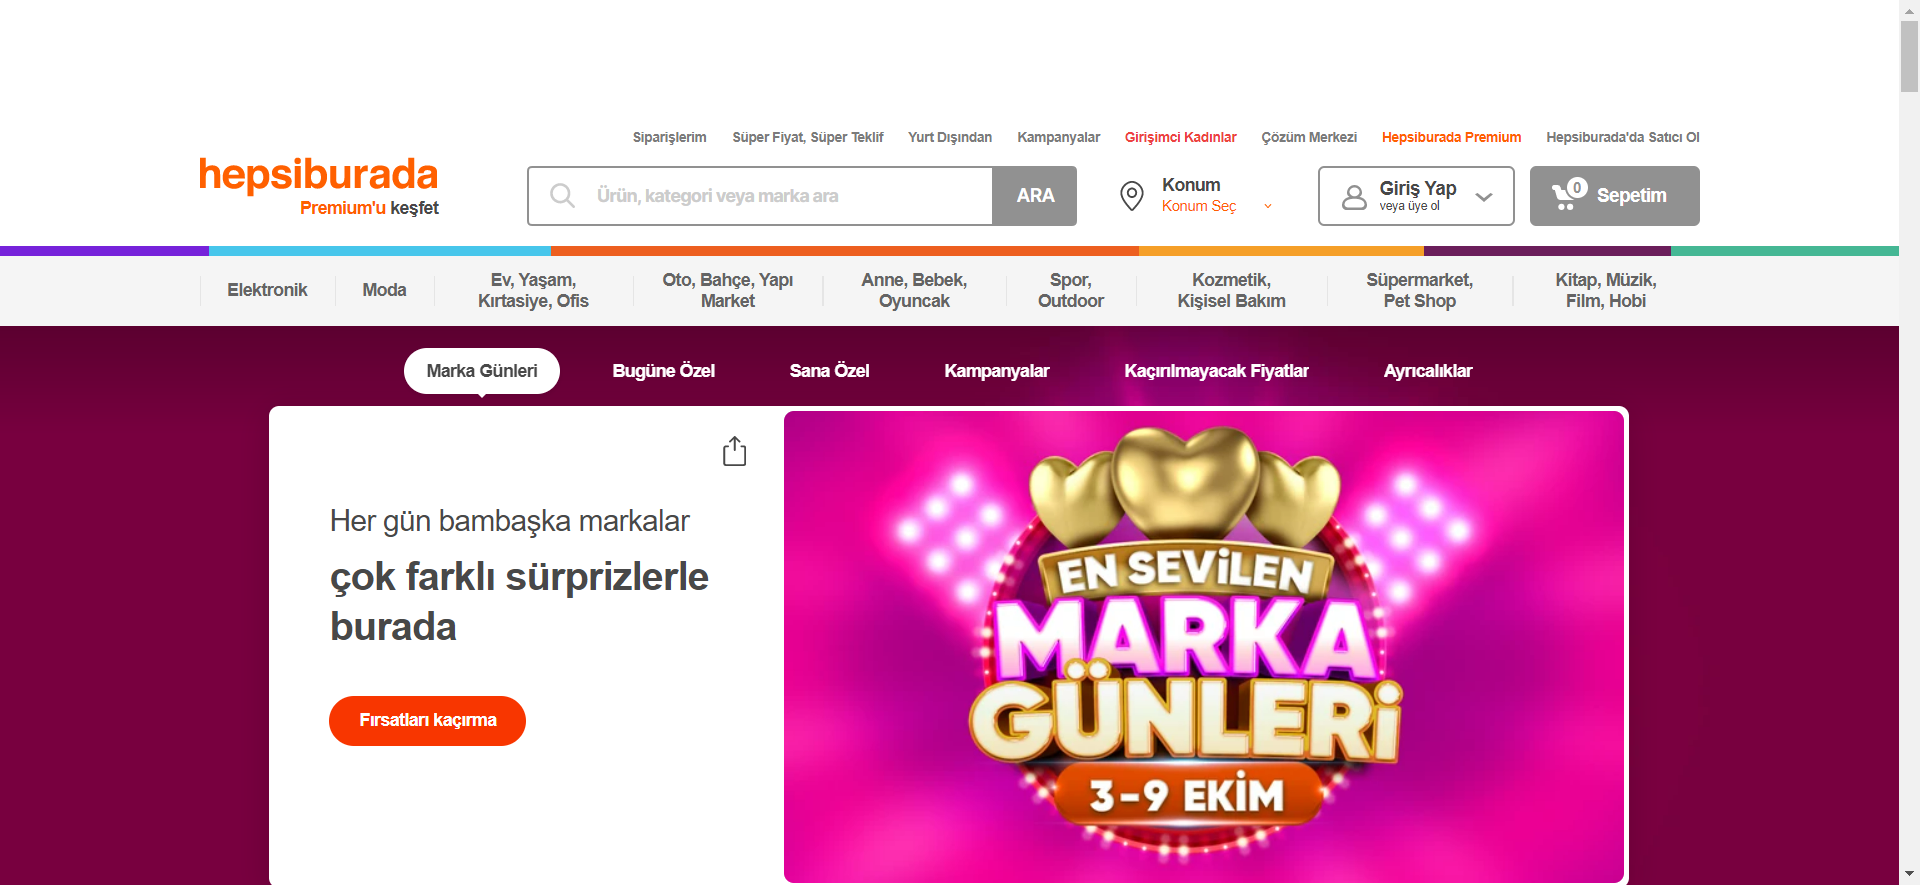 Siparişlerim
Süper Fiyat, Süper Teklif
Yurt Dışından
Kampanyalar
Girişimci Kadınlar
Çözüm Merkezi
Hepsiburada Premium
Hepsiburada'da Satıcı Ol
hepsiburada
Premium'u keşfet
Ürün, kategori veya marka ara
ARA
Konum
Konum Seç
Giriş Yap
veya üye ol
0
Sepetim
Elektronik
Moda
Ev, Yaşam,
Kırtasiye, Ofis
Oto, Bahçe, Yapı
Market
Anne, Bebek,
Oyuncak
Spor,
Outdoor
Kozmetik,
Kişisel Bakım
Süpermarket,
Pet Shop
Kitap, Müzik,
Film, Hobi
Marka Günleri
Bugüne Özel
Sana Özel
Kampanyalar
Kaçırılmayacak Fiyatlar
Ayrıcalıklar
Her gün bambaşka markalar
çok farklı sürprizlerle
burada
Fırsatları kaçırma
EN SEVİLEN
MARKA
GÜNLERİ
3-9 EKİM